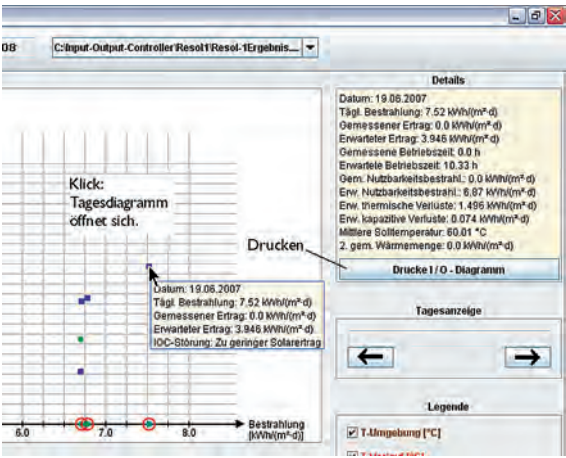 08
C:\Input-Output-Controller\Resol1\Resol-1Ergebnis....
Details
Datum: 19.06.2007
Tägl. Bestrahlung: 7.52 kWh/(m²·d)
Gemessener Ertrag: 0.0 kWh/(m²·d)
Erwarteter Ertrag: 3.946 kWh/(m²·d)
Gemessene Betriebszeit: 0.0 h
Erwartete Betriebszeit: 10.33 h
Gem. Nutzbarkeitsbestrahl.: 0.0 kWh/(m²·d)
Erw. Nutzbarkeitsbestrahl.: 6.87 kWh/(m²·d)
Erw. thermische Verluste: 1.496 kWh/(m²·d)
Erw. kapazitive Verluste: 0.074 kWh/(m²·d)
Mittlere Solltemperatur: 60.01 °C
2. gem. Wärmemenge: 0.0 kWh/(m²·d)
Klick:
Tagesdiagramm
öffnet sich.
Drucken
Drucke I / O - Diagramm
Datum: 19.06.2007
Tägl. Bestrahlung: 7.52 kWh/(m²·d)
Gemessener Ertrag: 0.0 kWh/(m²·d)
Erwarteter Ertrag: 3.946 kWh/(m²·d)
IOC-Störung: Zu geringer Solarertrag
Tagesanzeige
Legende
6.0 7.0 8.0
Bestrahlung
[kWh/(m²·d)]
T-Umgebung [°C]